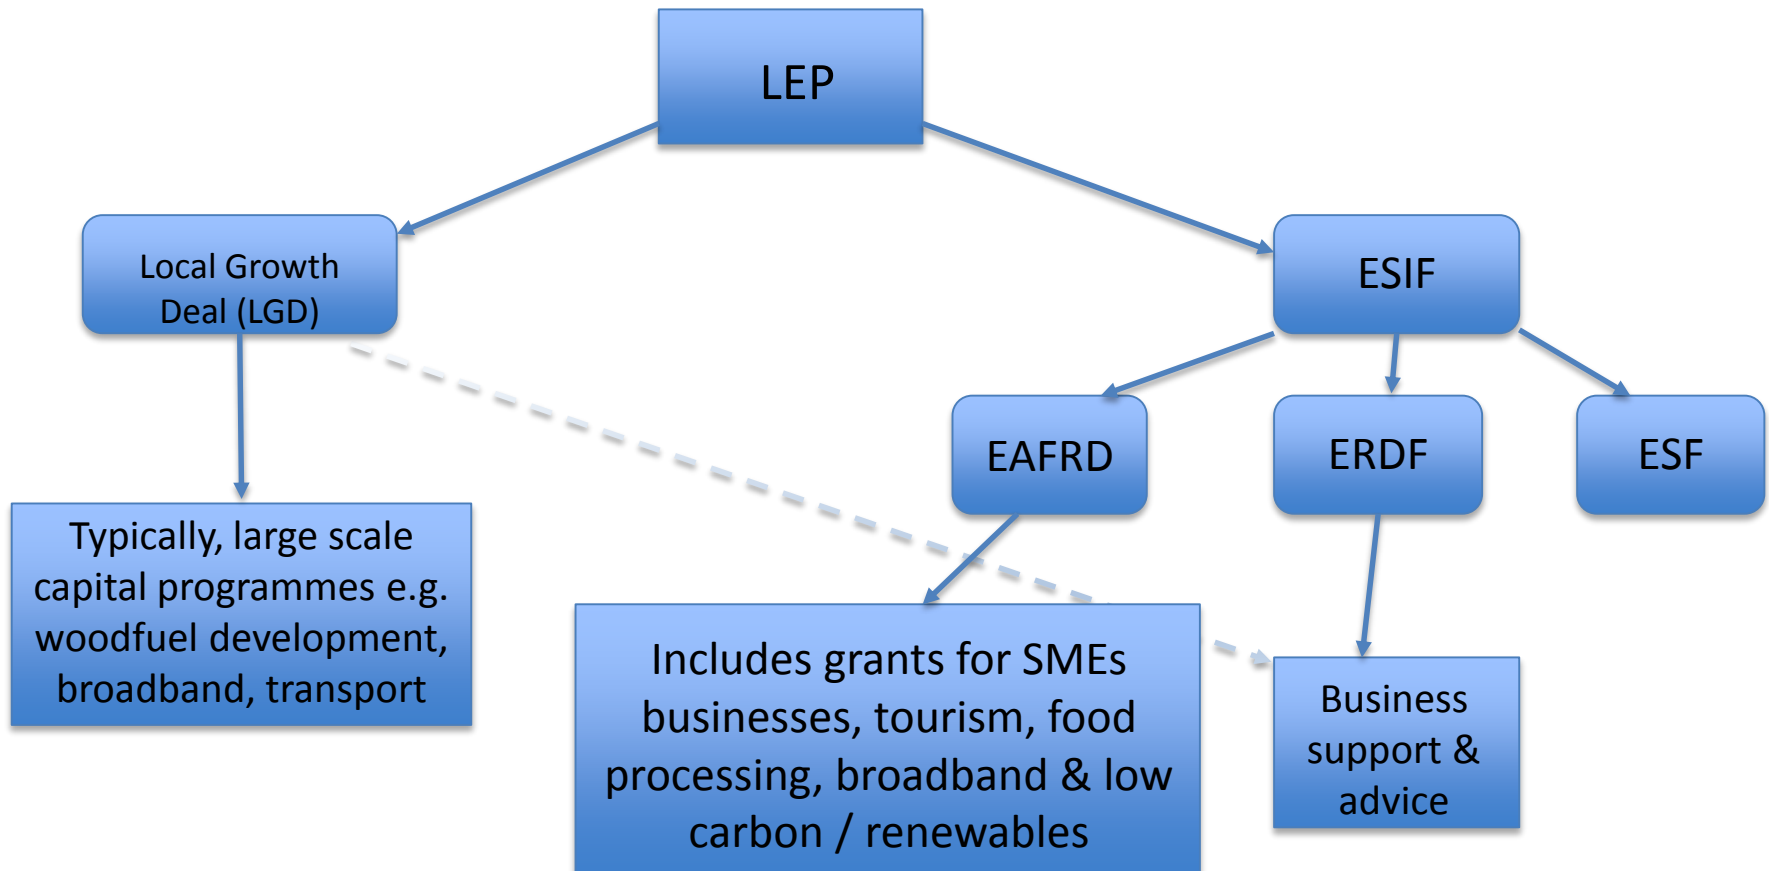 LEP
Local Growth
Deal (LGD)
ESIF
EAFRD
ERDF
ESF
Typically, large scale
capital programmes e.g.
woodfuel development,
broadband, transport
Includes grants for SMEs
businesses, tourism, food
processing, broadband & low
carbon / renewables
Business
support &
advice